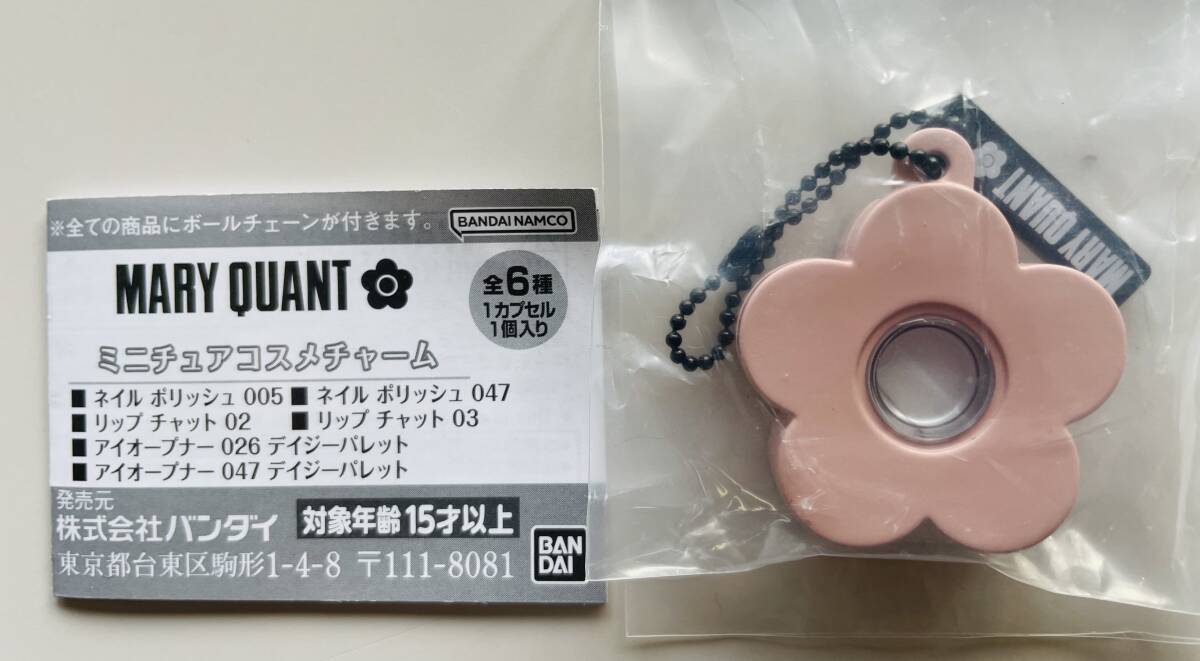 ※全ての商品にボールチェーンが付きます。
BANDAI NAMCO
MARY QUANT
全6種
1カプセル
1個入り
ミニチュアコスメチャーム
■ ネイル ポリッシュ 005 ■ ネイル ポリッシュ 047
■ リップ チャット 02 ■ リップ チャット 03
■ アイオープナー 026 デイジーパレット
■ アイオープナー 047 デイジーパレット
発売元
株式会社バンダイ 対象年齢15才以上
東京都台東区駒形1-4-8 〒111-8081
BAN
DAI
MARY QUANT